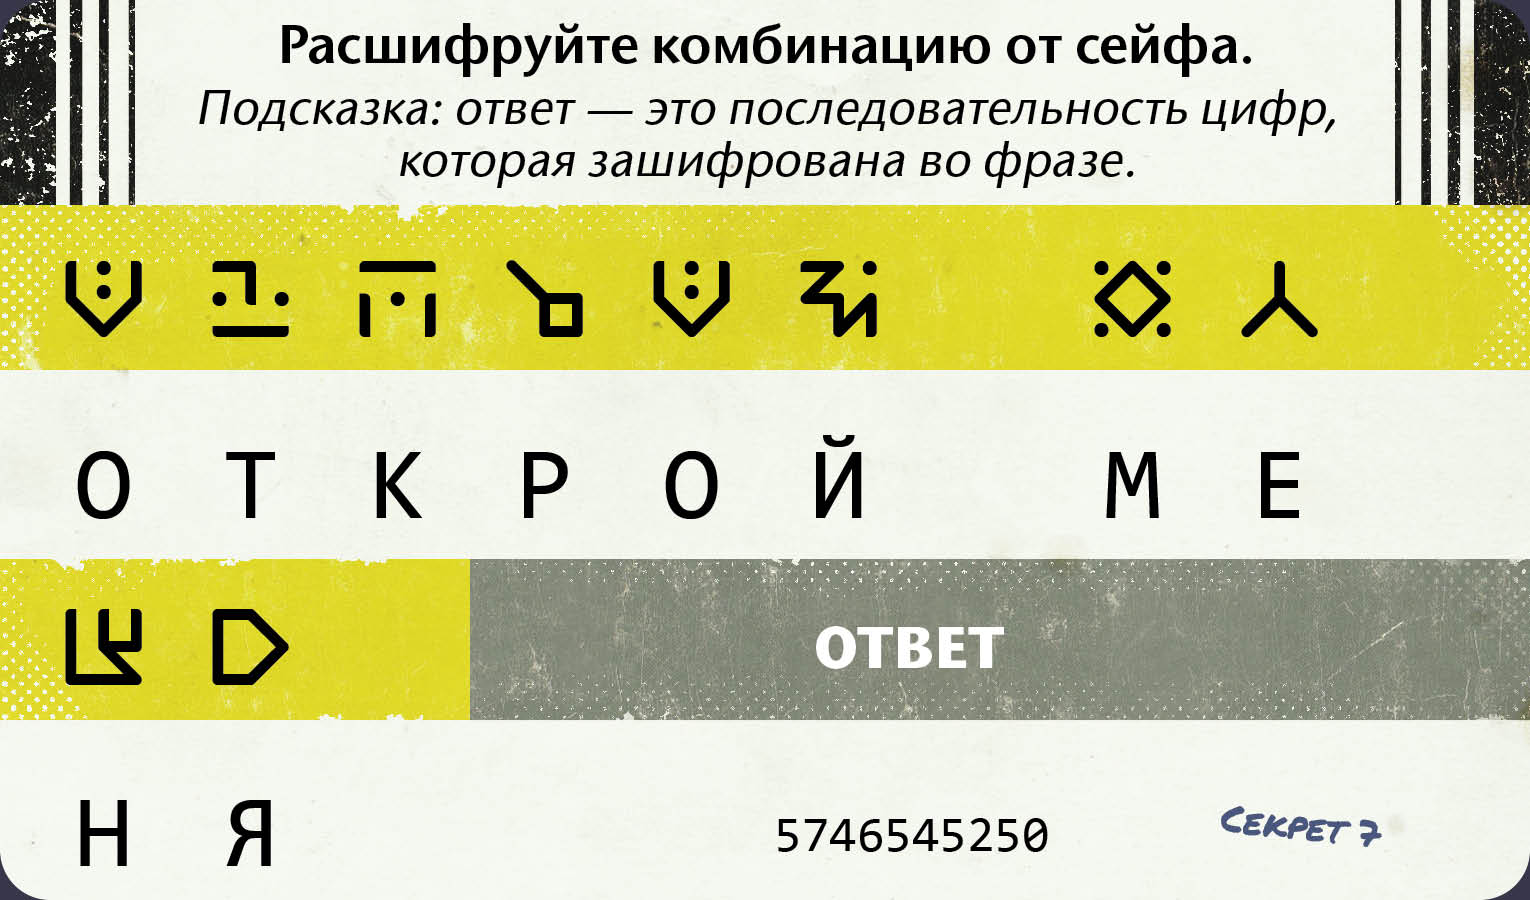 Расшифруйте комбинацию от сейфа.
Подсказка: ответ — это последовательность цифр,
которая зашифрована во фразе.
О Т К Р О Й М Е
ОТВЕТ
Н Я
5746545250
СЕКРЕТ 7